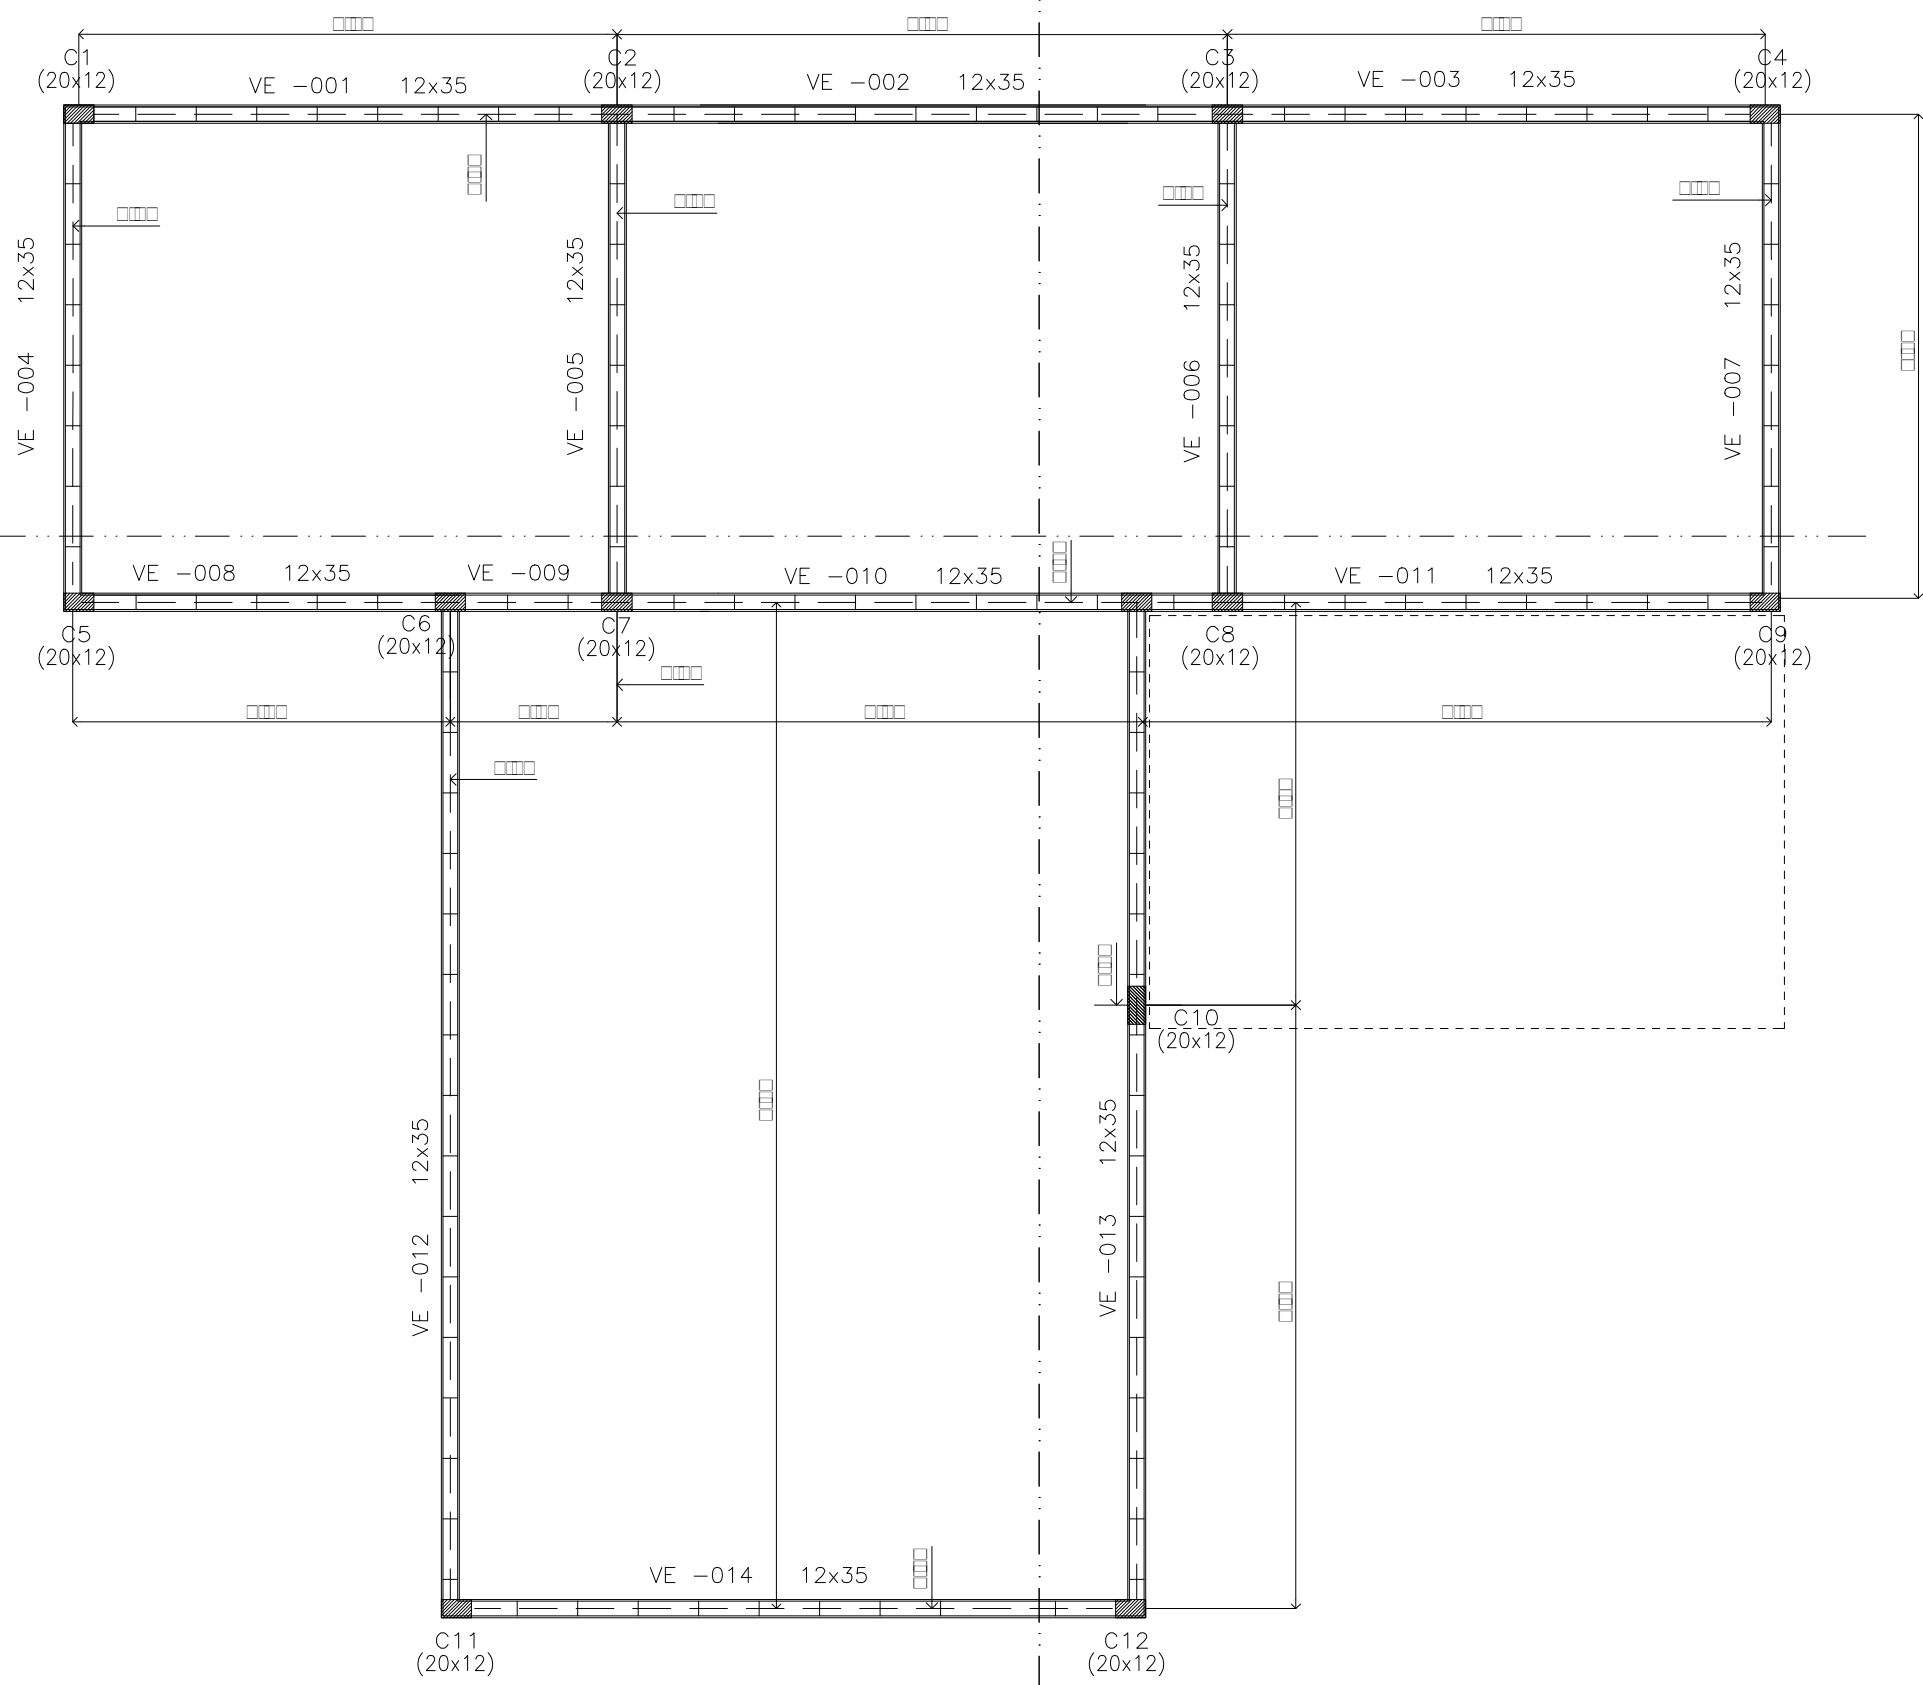 C1
(20x12)
VE -001 12x35
C2
(20x12)
VE -002 12x35
C3
(20x12)
VE -003 12x35
C4
(20x12)
VE -004 12x35
VE -005 12x35
VE -006 12x35
VE -007 12x35
VE -008 12x35
VE -009
VE -010 12x35
VE -011 12x35
C5
(20x12)
C6
(20x12)
C7
(20x12)
C8
(20x12)
C9
(20x12)
C10
(20x12)
VE -012 12x35
VE -013 12x35
VE -014 12x35
C11
(20x12)
C12
(20x12)